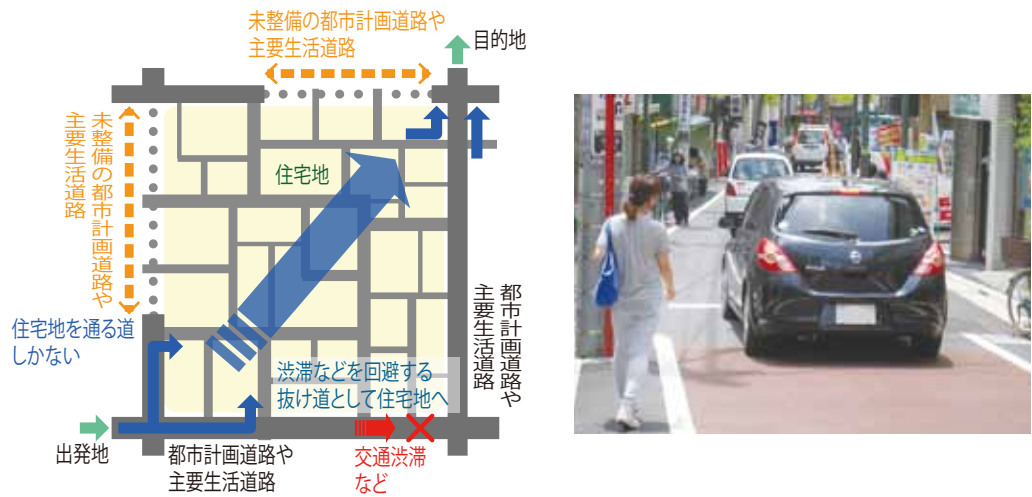 未整備の都市計画道路や
主要生活道路
目的地
未整備の都市計画道路や
主要生活道路
住宅地
都市計画道路や
主要生活道路
住宅地を通る道
しかない
渋滞などを回避する
抜け道として住宅地へ
出発地
都市計画道路や
主要生活道路
交通渋滞
など